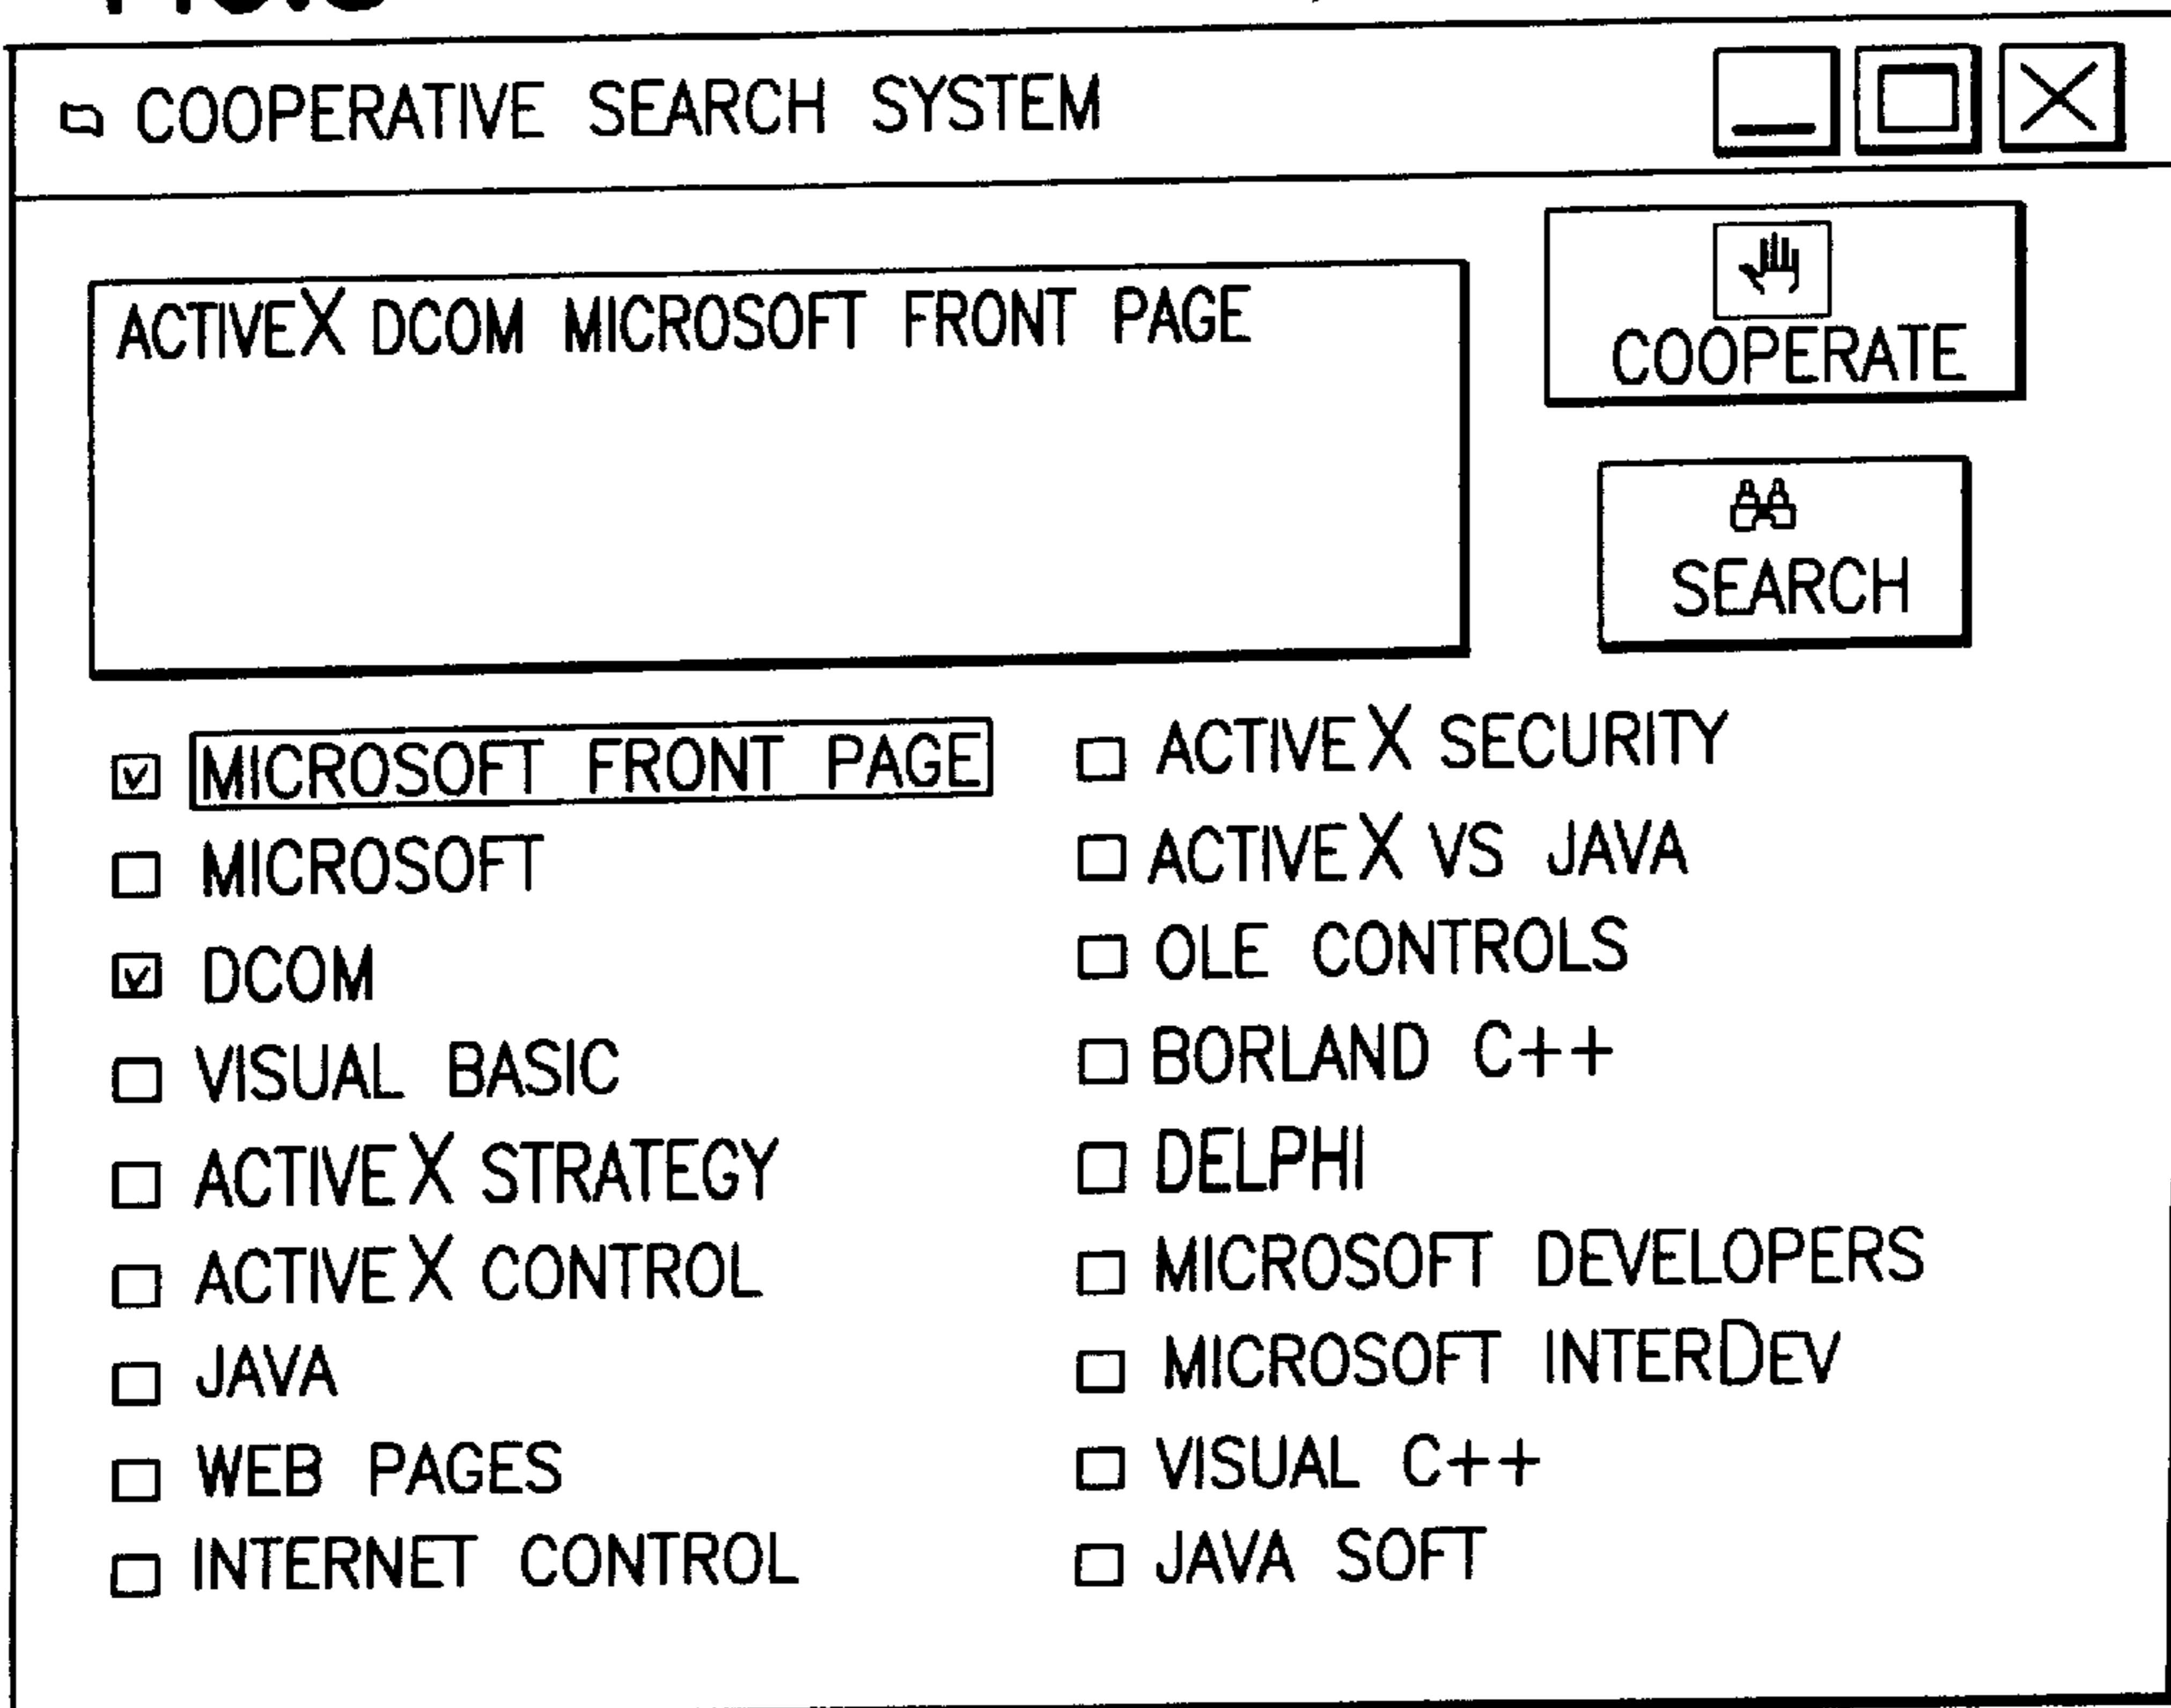 COOPERATIVE SEARCH SYSTEM
ACTIVEX DCOM MICROSOFT FRONT PAGE
COOPERATE
SEARCH
MICROSOFT FRONT PAGE
MICROSOFT
DCOM
VISUAL BASIC
ACTIVEX STRATEGY
ACTIVEX CONTROL
JAVA
WEB PAGES
INTERNET CONTROL
ACTIVEX SECURITY
ACTIVEX VS JAVA
OLE CONTROLS
BORLAND C++
DELPHI
MICROSOFT DEVELOPERS
MICROSOFT INTERDEV
VISUAL C++
JAVA SOFT